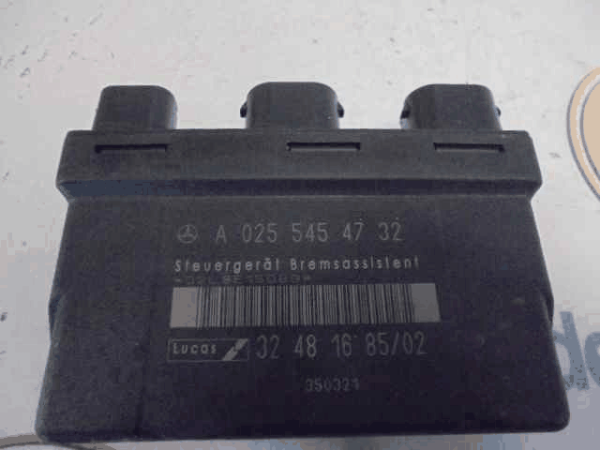 A 025 545 47 32
Steuergerät Bremsassistent
Lucas 32 48 16 85/02
350321